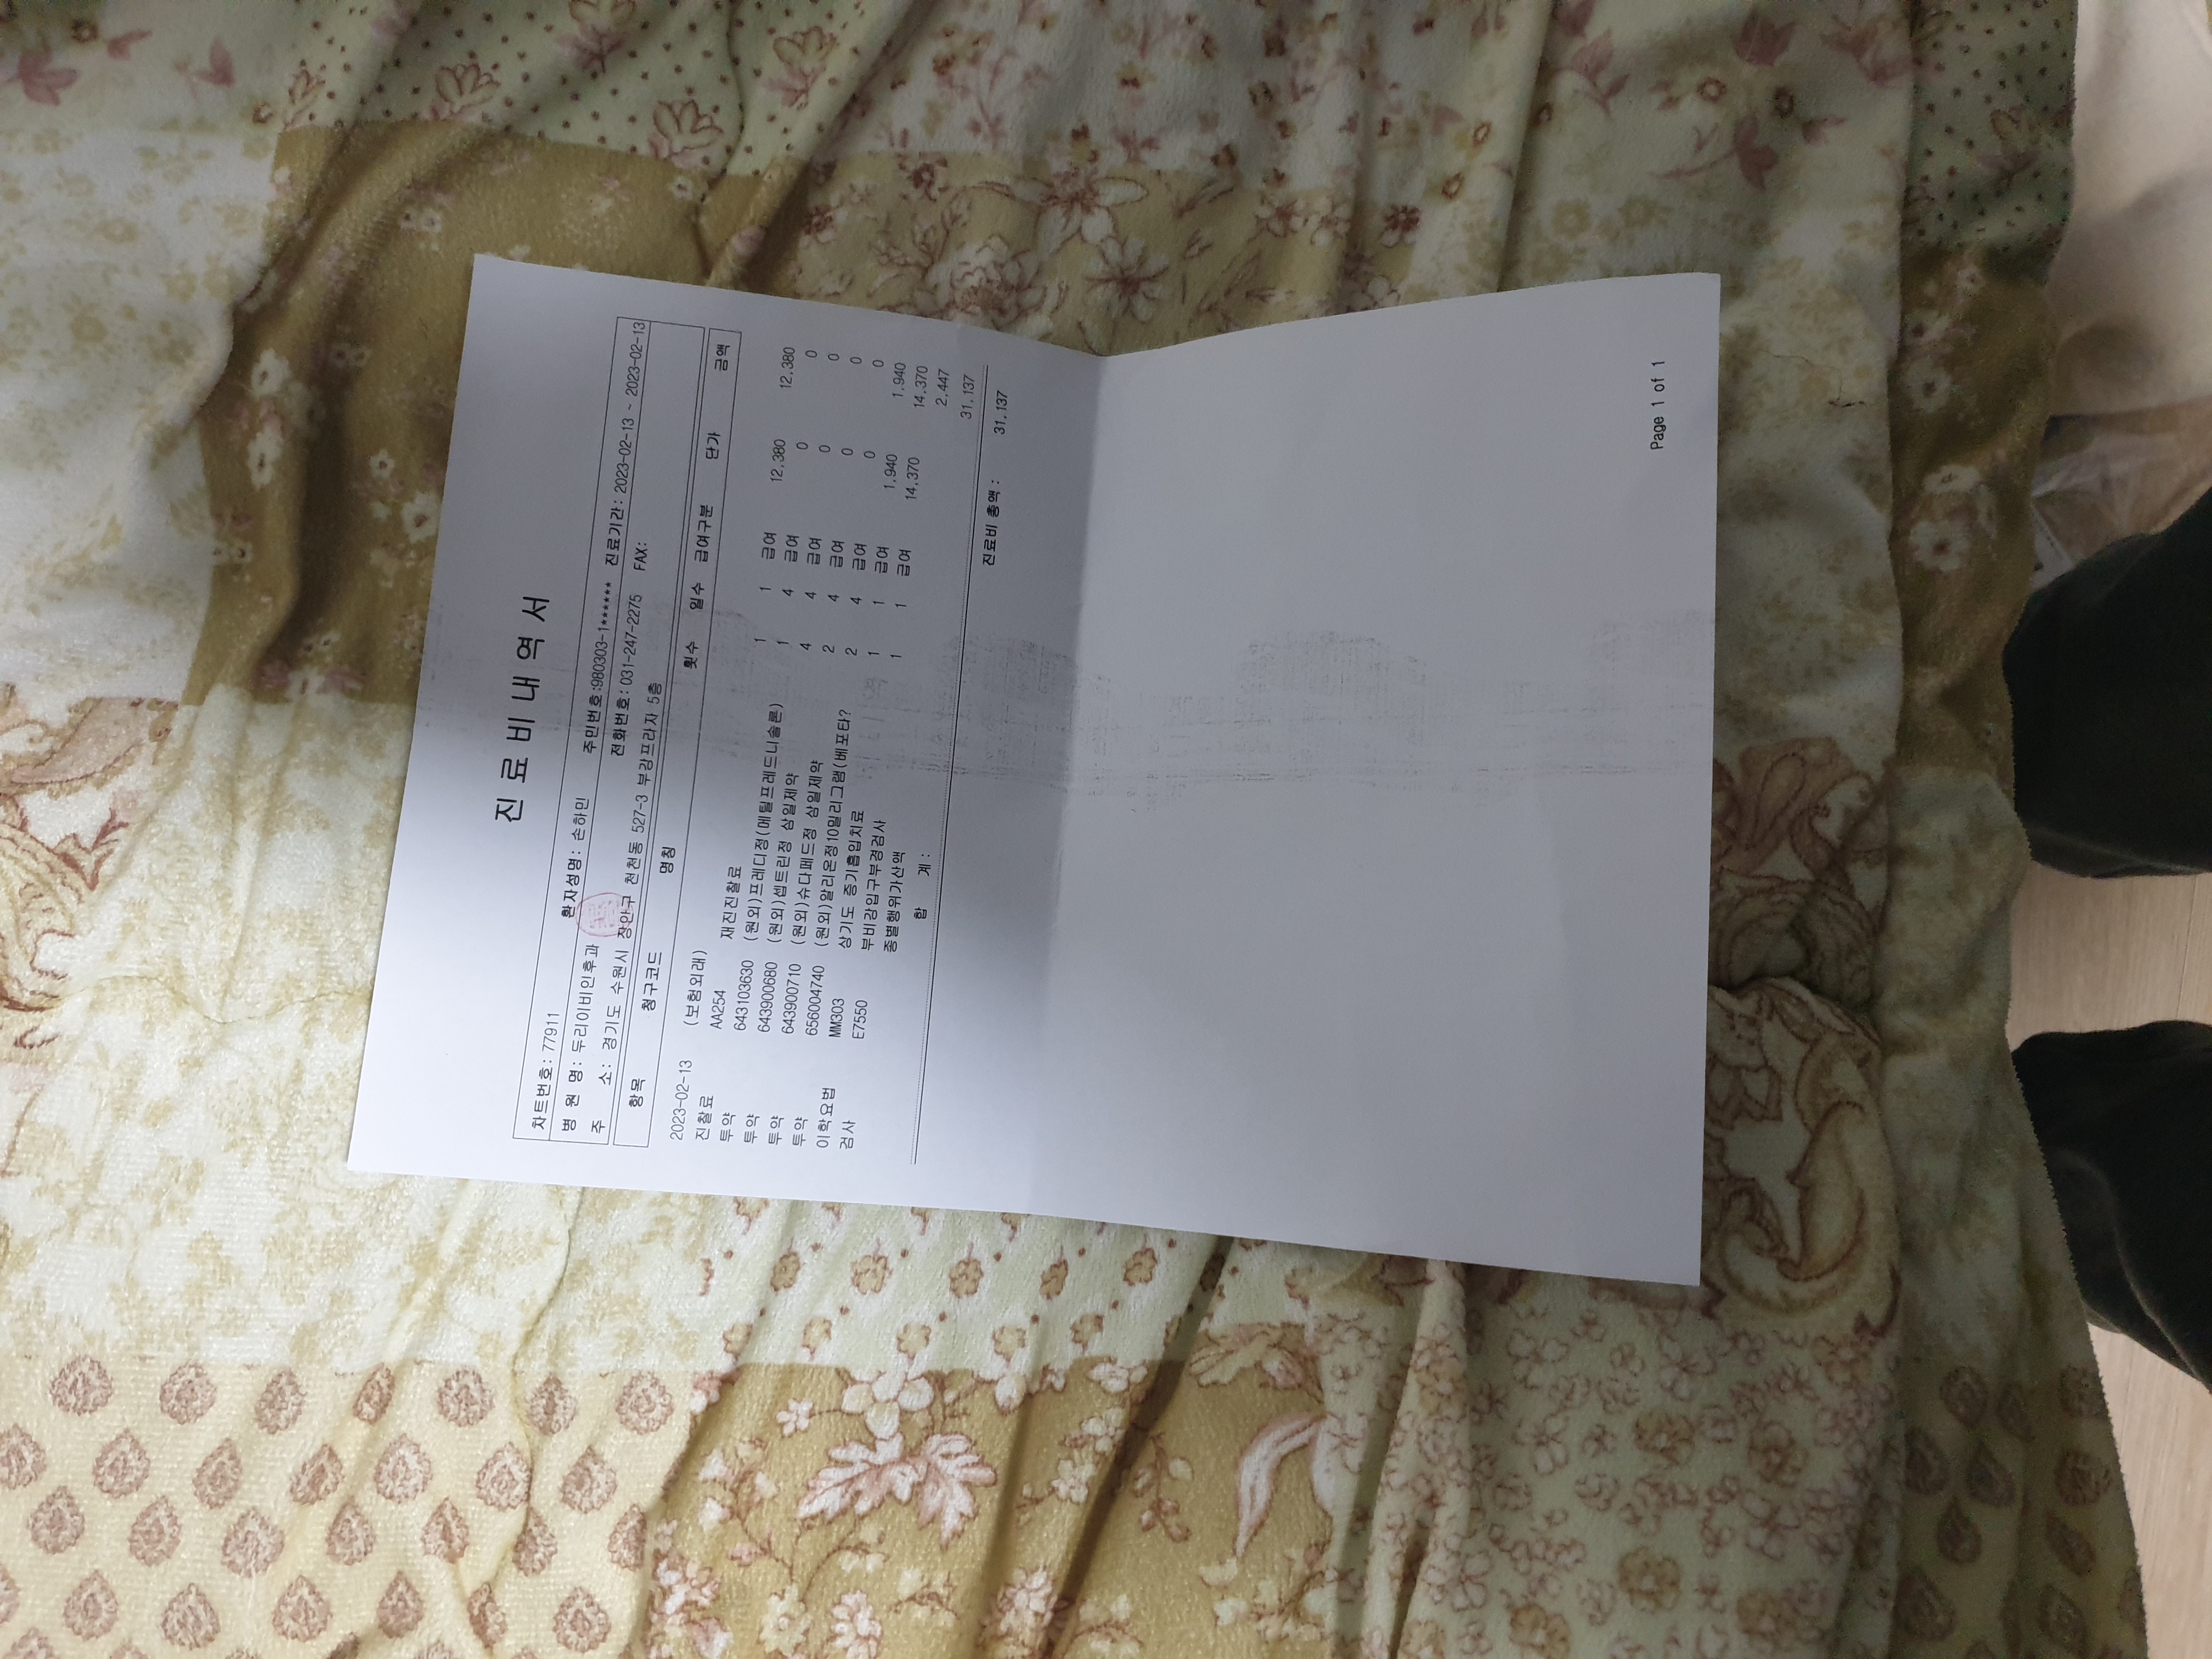 진료비내역서
차트번호: 77911 환자성명: 손하민 주민번호:980303-1****** 진료기간: 2023-02-13 ~ 2023-02-13
병 원 명: 두리이비인후과 전화번호: 031-247-2275 FAX:
주 소: 경기도 수원시 장안구 천천동 527-3 부강프라자 5층
항목 청구코드 명칭 횟수 일수 급여구분 단가 금액
2023-02-13 (보험외래)
진찰료 AA254 재진진찰료 1 1 급여 12,380 12,380
투약 643103630 (원외)프레디정(메틸프레드니솔론) 1 4 급여 0 0
투약 643900680 (원외)셉트린정 삼일제약 4 4 급여 0 0
투약 643900710 (원외)슈다페드정 삼일제약 2 4 급여 0 0
투약 656004740 (원외)알리온정10밀리그램(베포타? 2 4 급여 0 0
이학요법 MM303 상기도 증기흡입치료 1 1 급여 1,940 1,940
검사 E7550 부비강입구부경검사 1 1 급여 14,370 14,370
종별행위가산액 2,447
합 계: 31,137
진료비 총액: 31,137
Page 1 of 1